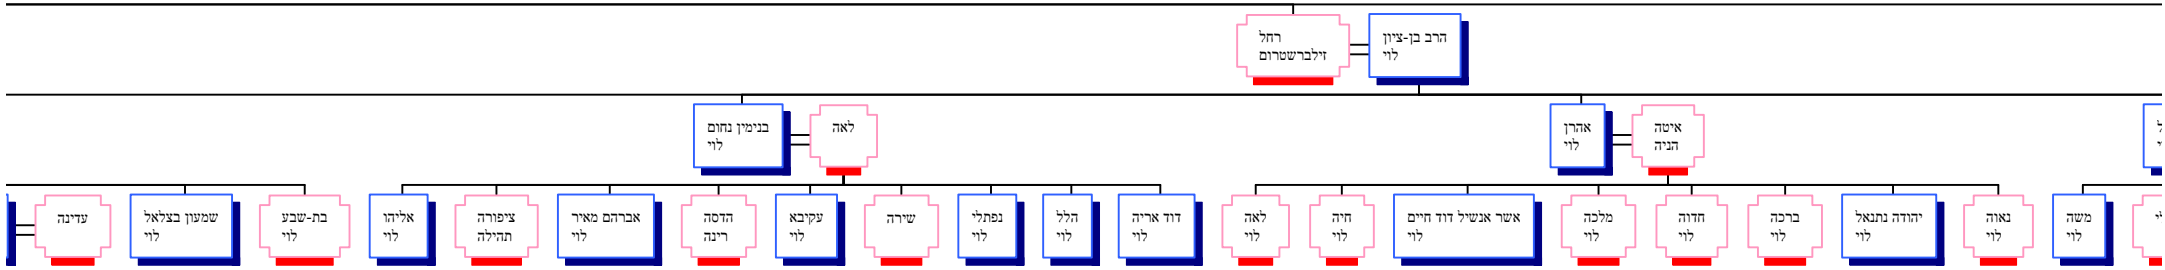 הרב בן-ציון
לוי
רחל
זילברשטרום
איטה
הניה
אהרן
לוי
לאה
בנימין נחום
לוי
משה
לוי
נאוה
לוי
יהודה נתנאל
לוי
ברכה
לוי
חדוה
לוי
מלכה
לוי
אשר אנשיל דוד חיים
לוי
חיה
לוי
לאה
לוי
דוד אריה
לוי
הלל
לוי
נפתלי
לוי
שירה
עקיבא
לוי
הדסה
רינה
אברהם מאיר
לוי
ציפורה
תהילה
אליהו
לוי
בת-שבע
לוי
שמעון בצלאל
לוי
עדינה